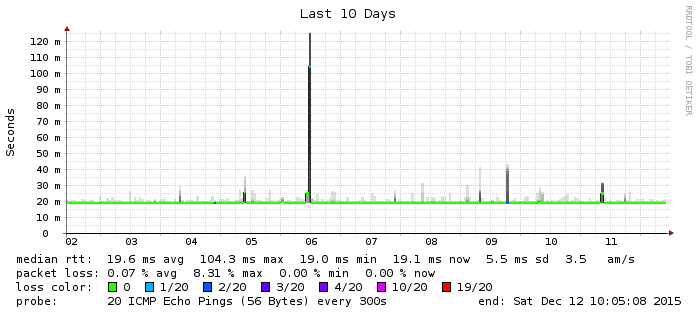 Last 10 Days
RRDTOOL / TOBI OETIKER
Seconds
120 m
110 m
100 m
90 m
80 m
70 m
60 m
50 m
40 m
30 m
20 m
10 m
0
02 03 04 05 06 07 08 09 10 11
median rtt: 19.6 ms avg 104.3 ms max 19.0 ms min 19.1 ms now 5.5 ms sd 3.5 am/s
packet loss: 0.07 % avg 8.31 % max 0.00 % min 0.00 % now
loss color: 0 1/20 2/20 3/20 4/20 10/20 19/20
probe: 20 ICMP Echo Pings (56 Bytes) every 300s end: Sat Dec 12 10:05:08 2015